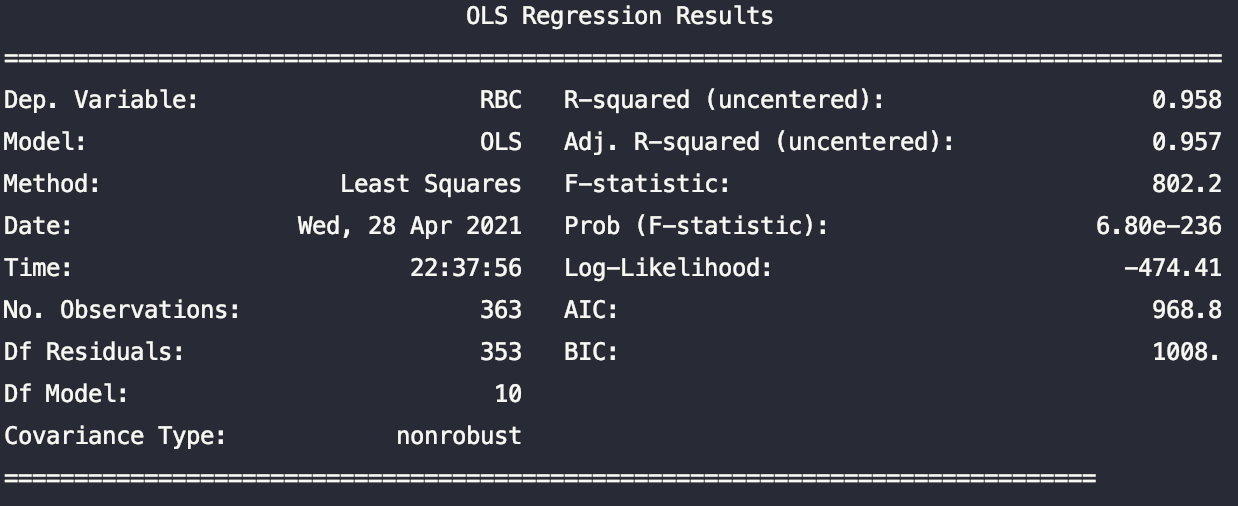 OLS Regression Results
==============================================================================
Dep. Variable: RBC R-squared (uncentered): 0.958
Model: OLS Adj. R-squared (uncentered): 0.957
Method: Least Squares F-statistic: 802.2
Date: Wed, 28 Apr 2021 Prob (F-statistic): 6.80e-236
Time: 22:37:56 Log-Likelihood: -474.41
No. Observations: 363 AIC: 968.8
Df Residuals: 353 BIC: 1008.
Df Model: 10
Covariance Type: nonrobust
==============================================================================